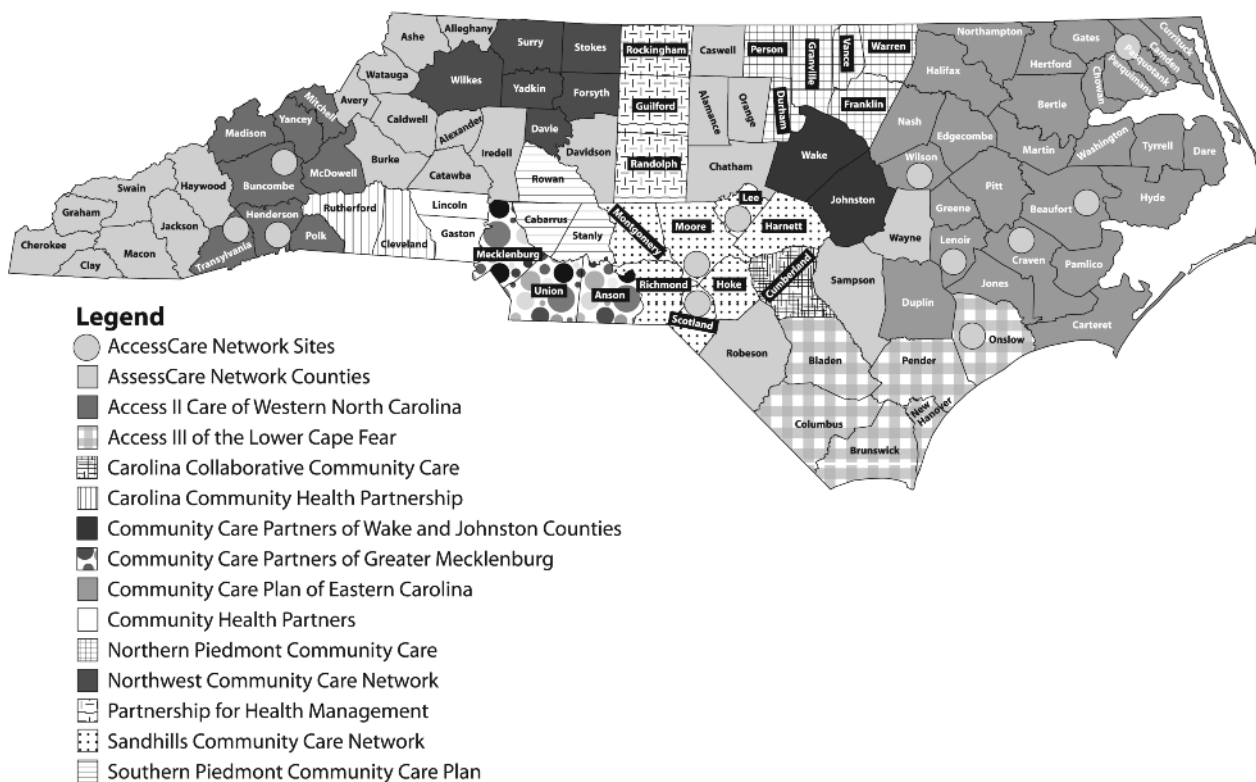 Ashe
Alleghany
Surry
Stokes
Rockingham
Caswell
Person
Granville
Vance
Warren
Northampton
Gates
Currituck
Camden
Pasquotank
Perquimans
Chowan
Hertford
Halifax
Bertle
Watauga
Wilkes
Yadkin
Forsyth
Guilford
Alamance
Orange
Durham
Franklin
Mitchell
Avery
Yancey
Madison
Caldwell
Alexander
Davie
Iredell
Davidson
Randolph
Chatham
Wake
Nash
Edgecombe
Martin
Washington
Tyrrell
Dare
Wilson
Buncombe
McDowell
Burke
Catawba
Rowan
Swain
Haywood
Graham
Jackson
Henderson
Rutherford
Lincoln
Cabarrus
Montgomery
Moore
Lee
Harnett
Johnston
Pitt
Greene
Beaufort
Hyde
Cherokee
Clay
Macon
Transylvania
Polk
Cleveland
Gaston
Stanly
Mecklenburg
Union
Anson
Richmond
Hoke
Cumberland
Sampson
Wayne
Lenoir
Craven
Pamlico
Jones
Duplin
Carteret
Scotland
Robeson
Bladen
Pender
Onslow
Columbus
New
Hanover
Brunswick
Legend
AccessCare Network Sites
AssessCare Network Counties
Access II Care of Western North Carolina
Access III of the Lower Cape Fear
Carolina Collaborative Community Care
Carolina Community Health Partnership
Community Care Partners of Wake and Johnston Counties
Community Care Partners of Greater Mecklenburg
Community Care Plan of Eastern Carolina
Community Health Partners
Northern Piedmont Community Care
Northwest Community Care Network
Partnership for Health Management
Sandhills Community Care Network
Southern Piedmont Community Care Plan